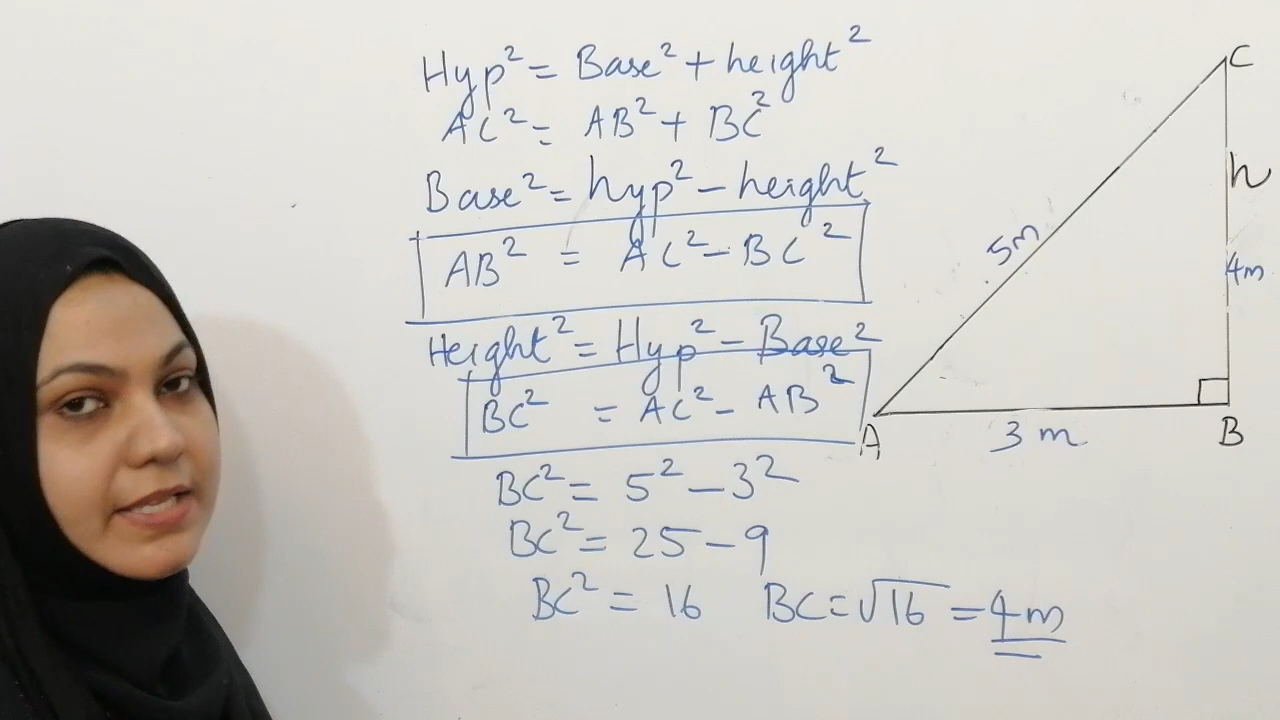 Hyp² = Base² + height²
AC² = AB² + BC²
Base² = hyp² - height²
AB² = AC² - BC²
Height² = Hyp² - Base²
BC² = AC² - AB²
BC² = 5² - 3²
BC² = 25 - 9
BC² = 16 BC = √16 = 4m
C
h
5m
4m
A
3 m
B